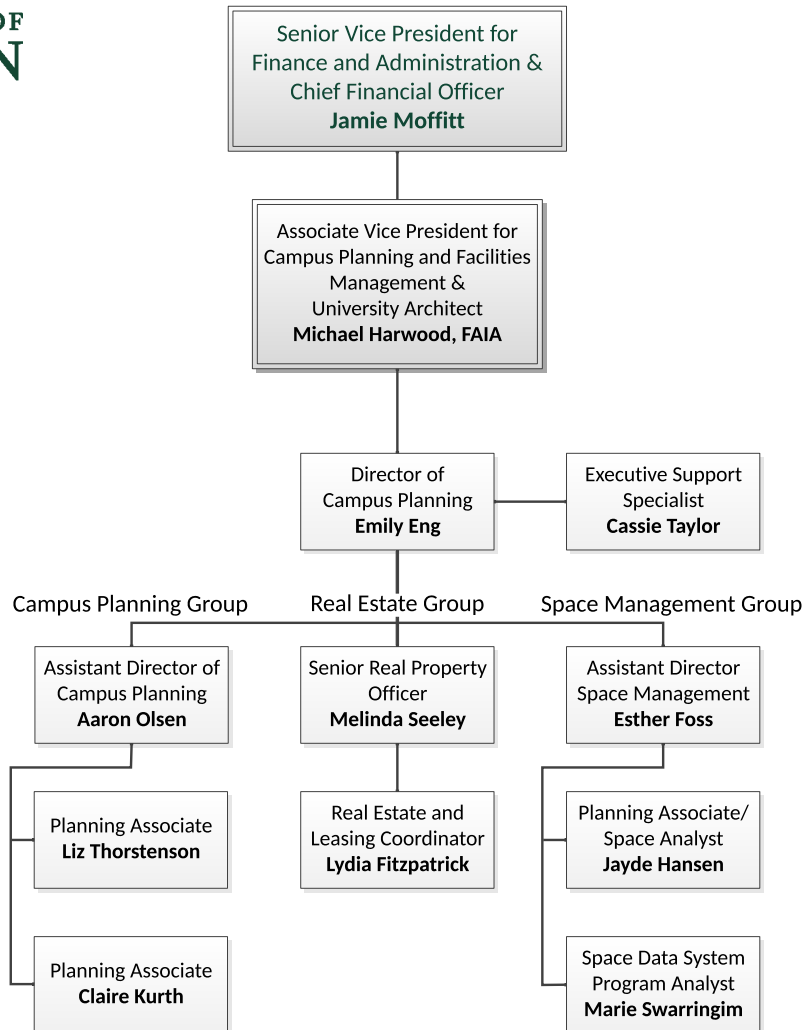 OF
N
Senior Vice President for
Finance and Administration &
Chief Financial Officer
Jamie Moffitt
Associate Vice President for
Campus Planning and Facilities
Management &
University Architect
Michael Harwood, FAIA
Director of
Campus Planning
Emily Eng
Executive Support
Specialist
Cassie Taylor
Campus Planning Group
Real Estate Group
Space Management Group
Assistant Director of
Campus Planning
Aaron Olsen
Senior Real Property
Officer
Melinda Seeley
Assistant Director
Space Management
Esther Foss
Planning Associate
Liz Thorstenson
Real Estate and
Leasing Coordinator
Lydia Fitzpatrick
Planning Associate/
Space Analyst
Jayde Hansen
Planning Associate
Claire Kurth
Space Data System
Program Analyst
Marie Swarringim